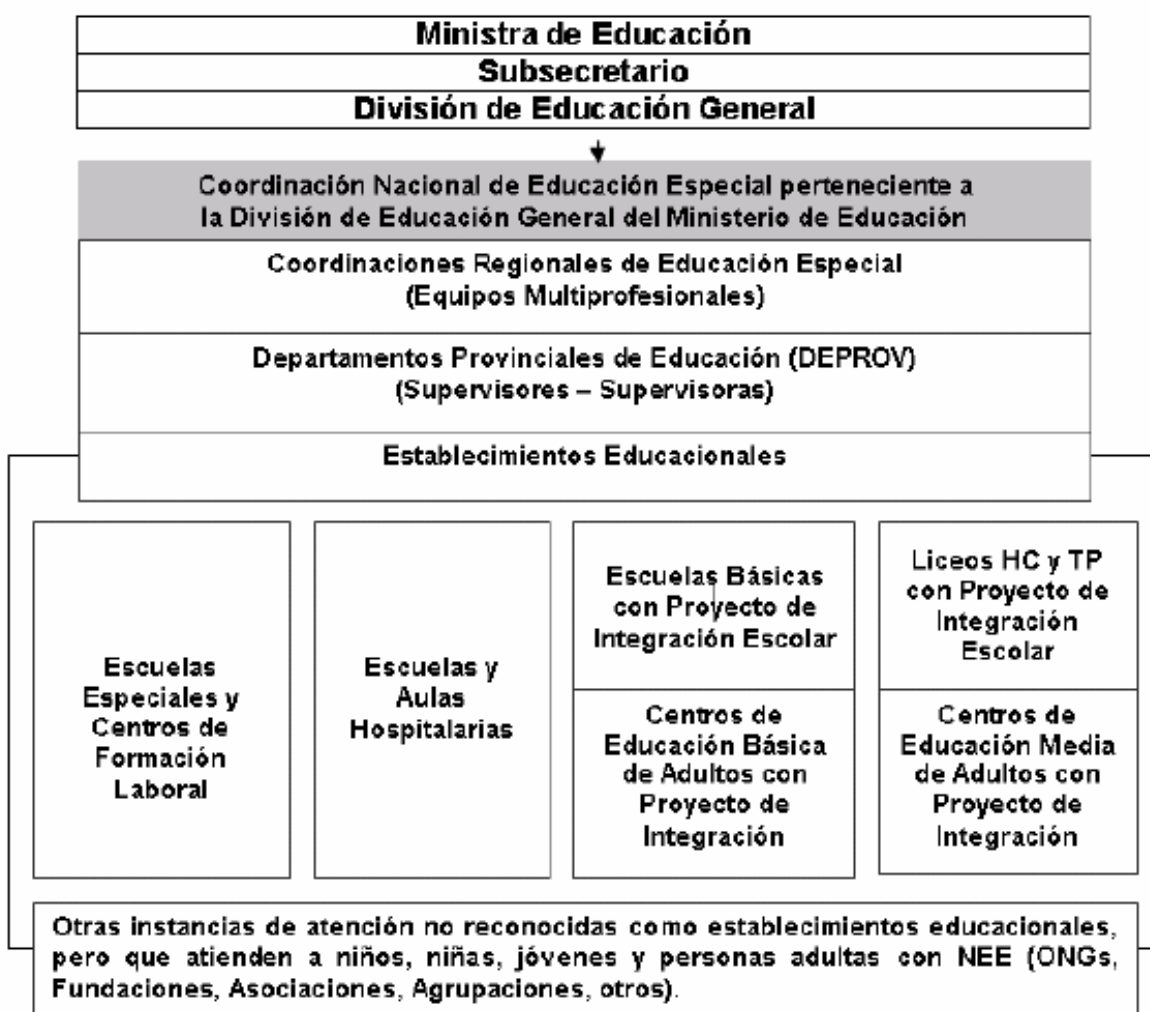 Ministra de Educación
Subsecretario
División de Educación General
Coordinación Nacional de Educación Especial perteneciente a
la División de Educación General del Ministerio de Educación
Coordinaciones Regionales de Educación Especial
(Equipos Multiprofesionales)
Departamentos Provinciales de Educación (DEPROV)
(Supervisores – Supervisoras)
Establecimientos Educacionales
Escuelas
Especiales y
Centros de
Formación
Laboral
Escuelas y
Aulas
Hospitalarias
Escuelas Básicas
con Proyecto de
Integración Escolar
Centros de
Educación Básica
de Adultos con
Proyecto de
Integración
Liceos HC y TP
con Proyecto de
Integración
Escolar
Centros de
Educación Media
de Adultos con
Proyecto de
Integración
Otras instancias de atención no reconocidas como establecimientos educacionales,
pero que atienden a niños, niñas, jóvenes y personas adultas con NEE (ONGs,
Fundaciones, Asociaciones, Agrupaciones, otros).